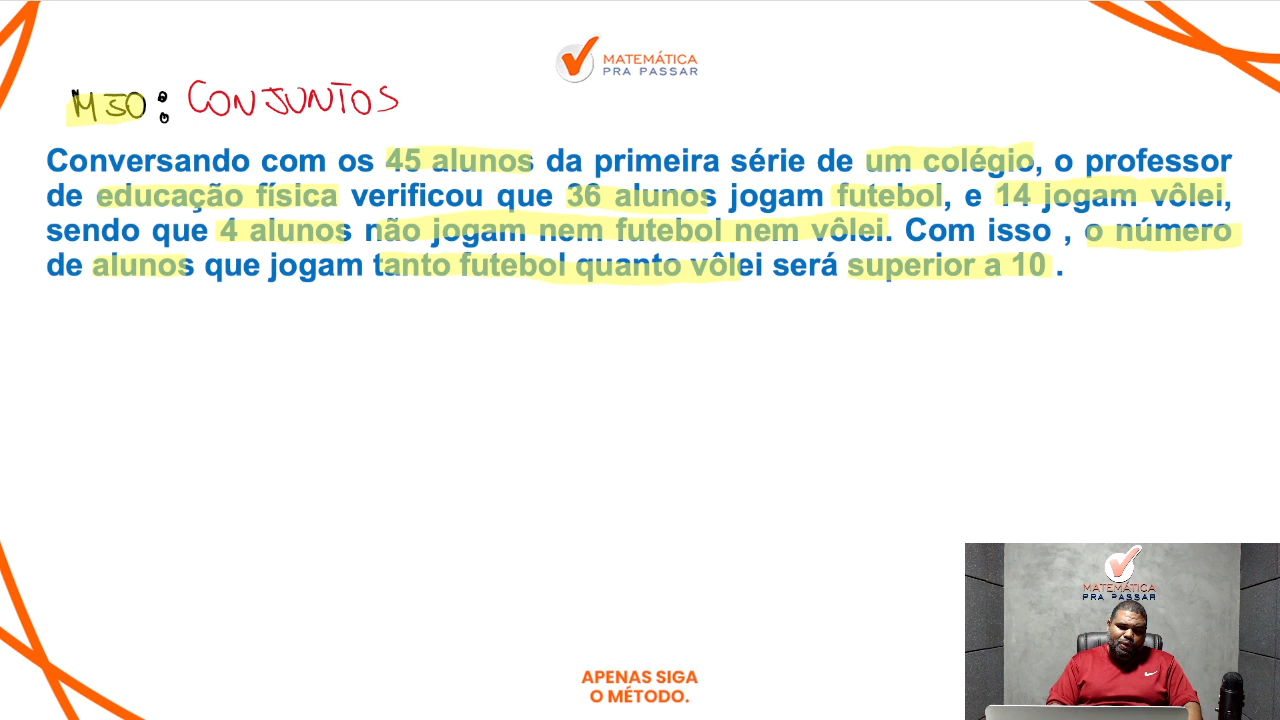 MATEMÁTICA
PRA PASSAR
MJO: CONJUNTOS
Conversando com os 45 alunos da primeira série de um colégio, o professor
de educação física verificou que 36 alunos jogam futebol, e 14 jogam vôlei,
sendo que 4 alunos não jogam nem futebol nem vôlei. Com isso , o número
de alunos que jogam tanto futebol quanto vôlei será superior a 10 .
MATEMÁTICA
PRA PASSAR
APENAS SIGA
O MÉTODO.